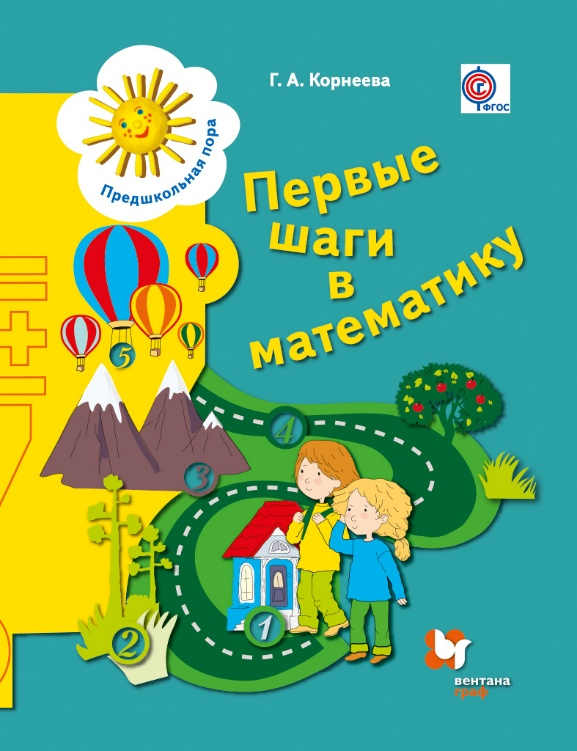 Г. А. Корнеева
ФГОС
Предшкольная пора
Первые
шаги
в
математику
5
4
3
2
1
вентана
граф